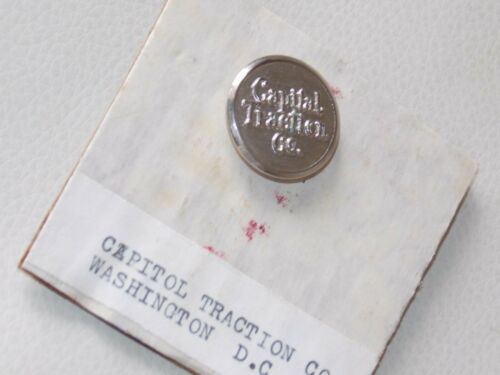 Capital
Traction
Co.
CAPITOL TRACTION CO
WASHINGTON D.C